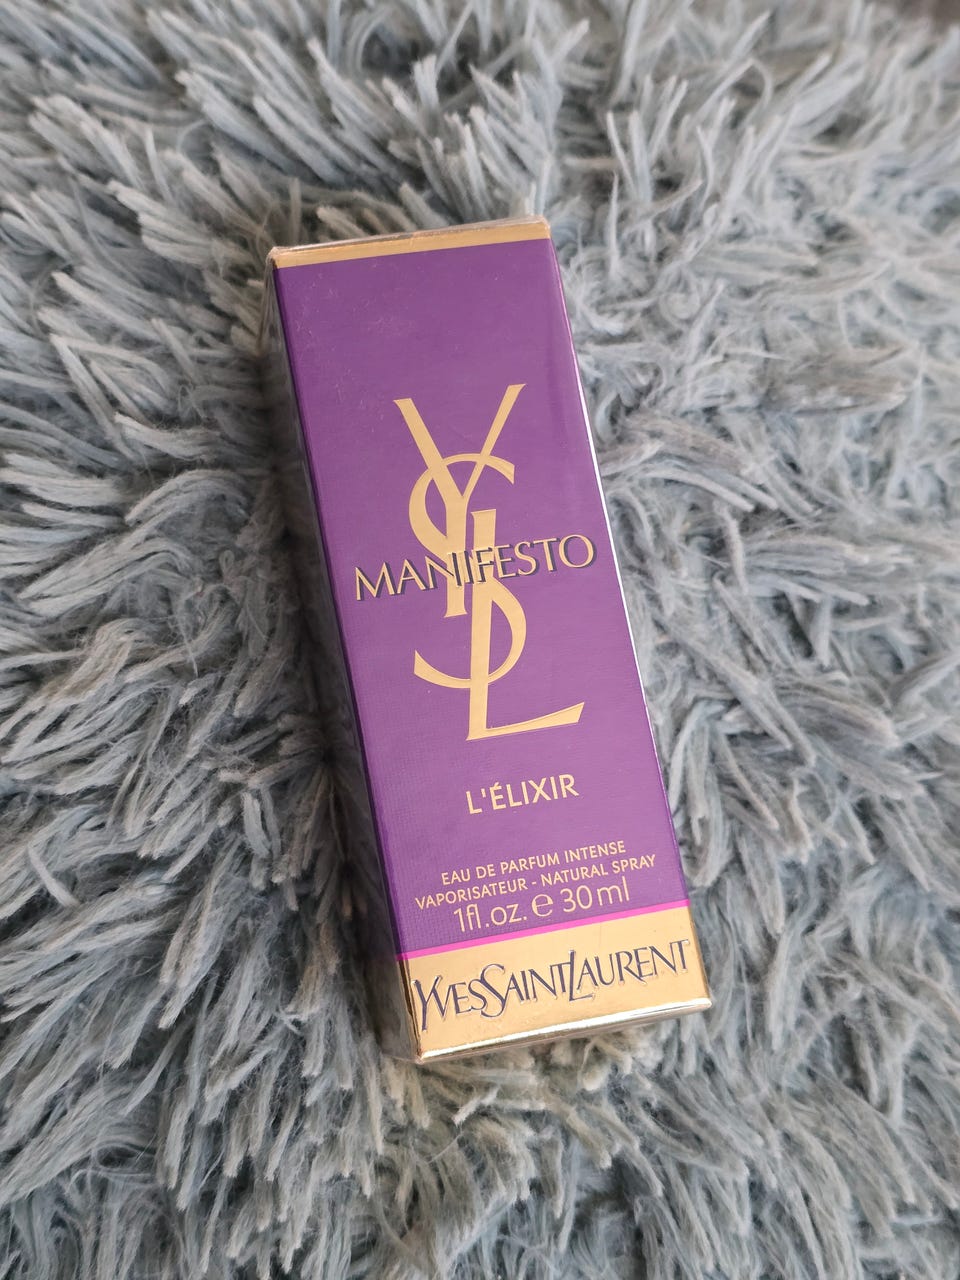 YSL
MANIFESTO
L'ÉLIXIR
EAU DE PARFUM INTENSE
VAPORISATEUR - NATURAL SPRAY
1fl.oz. ℮ 30ml
YVESSAINTLAURENT